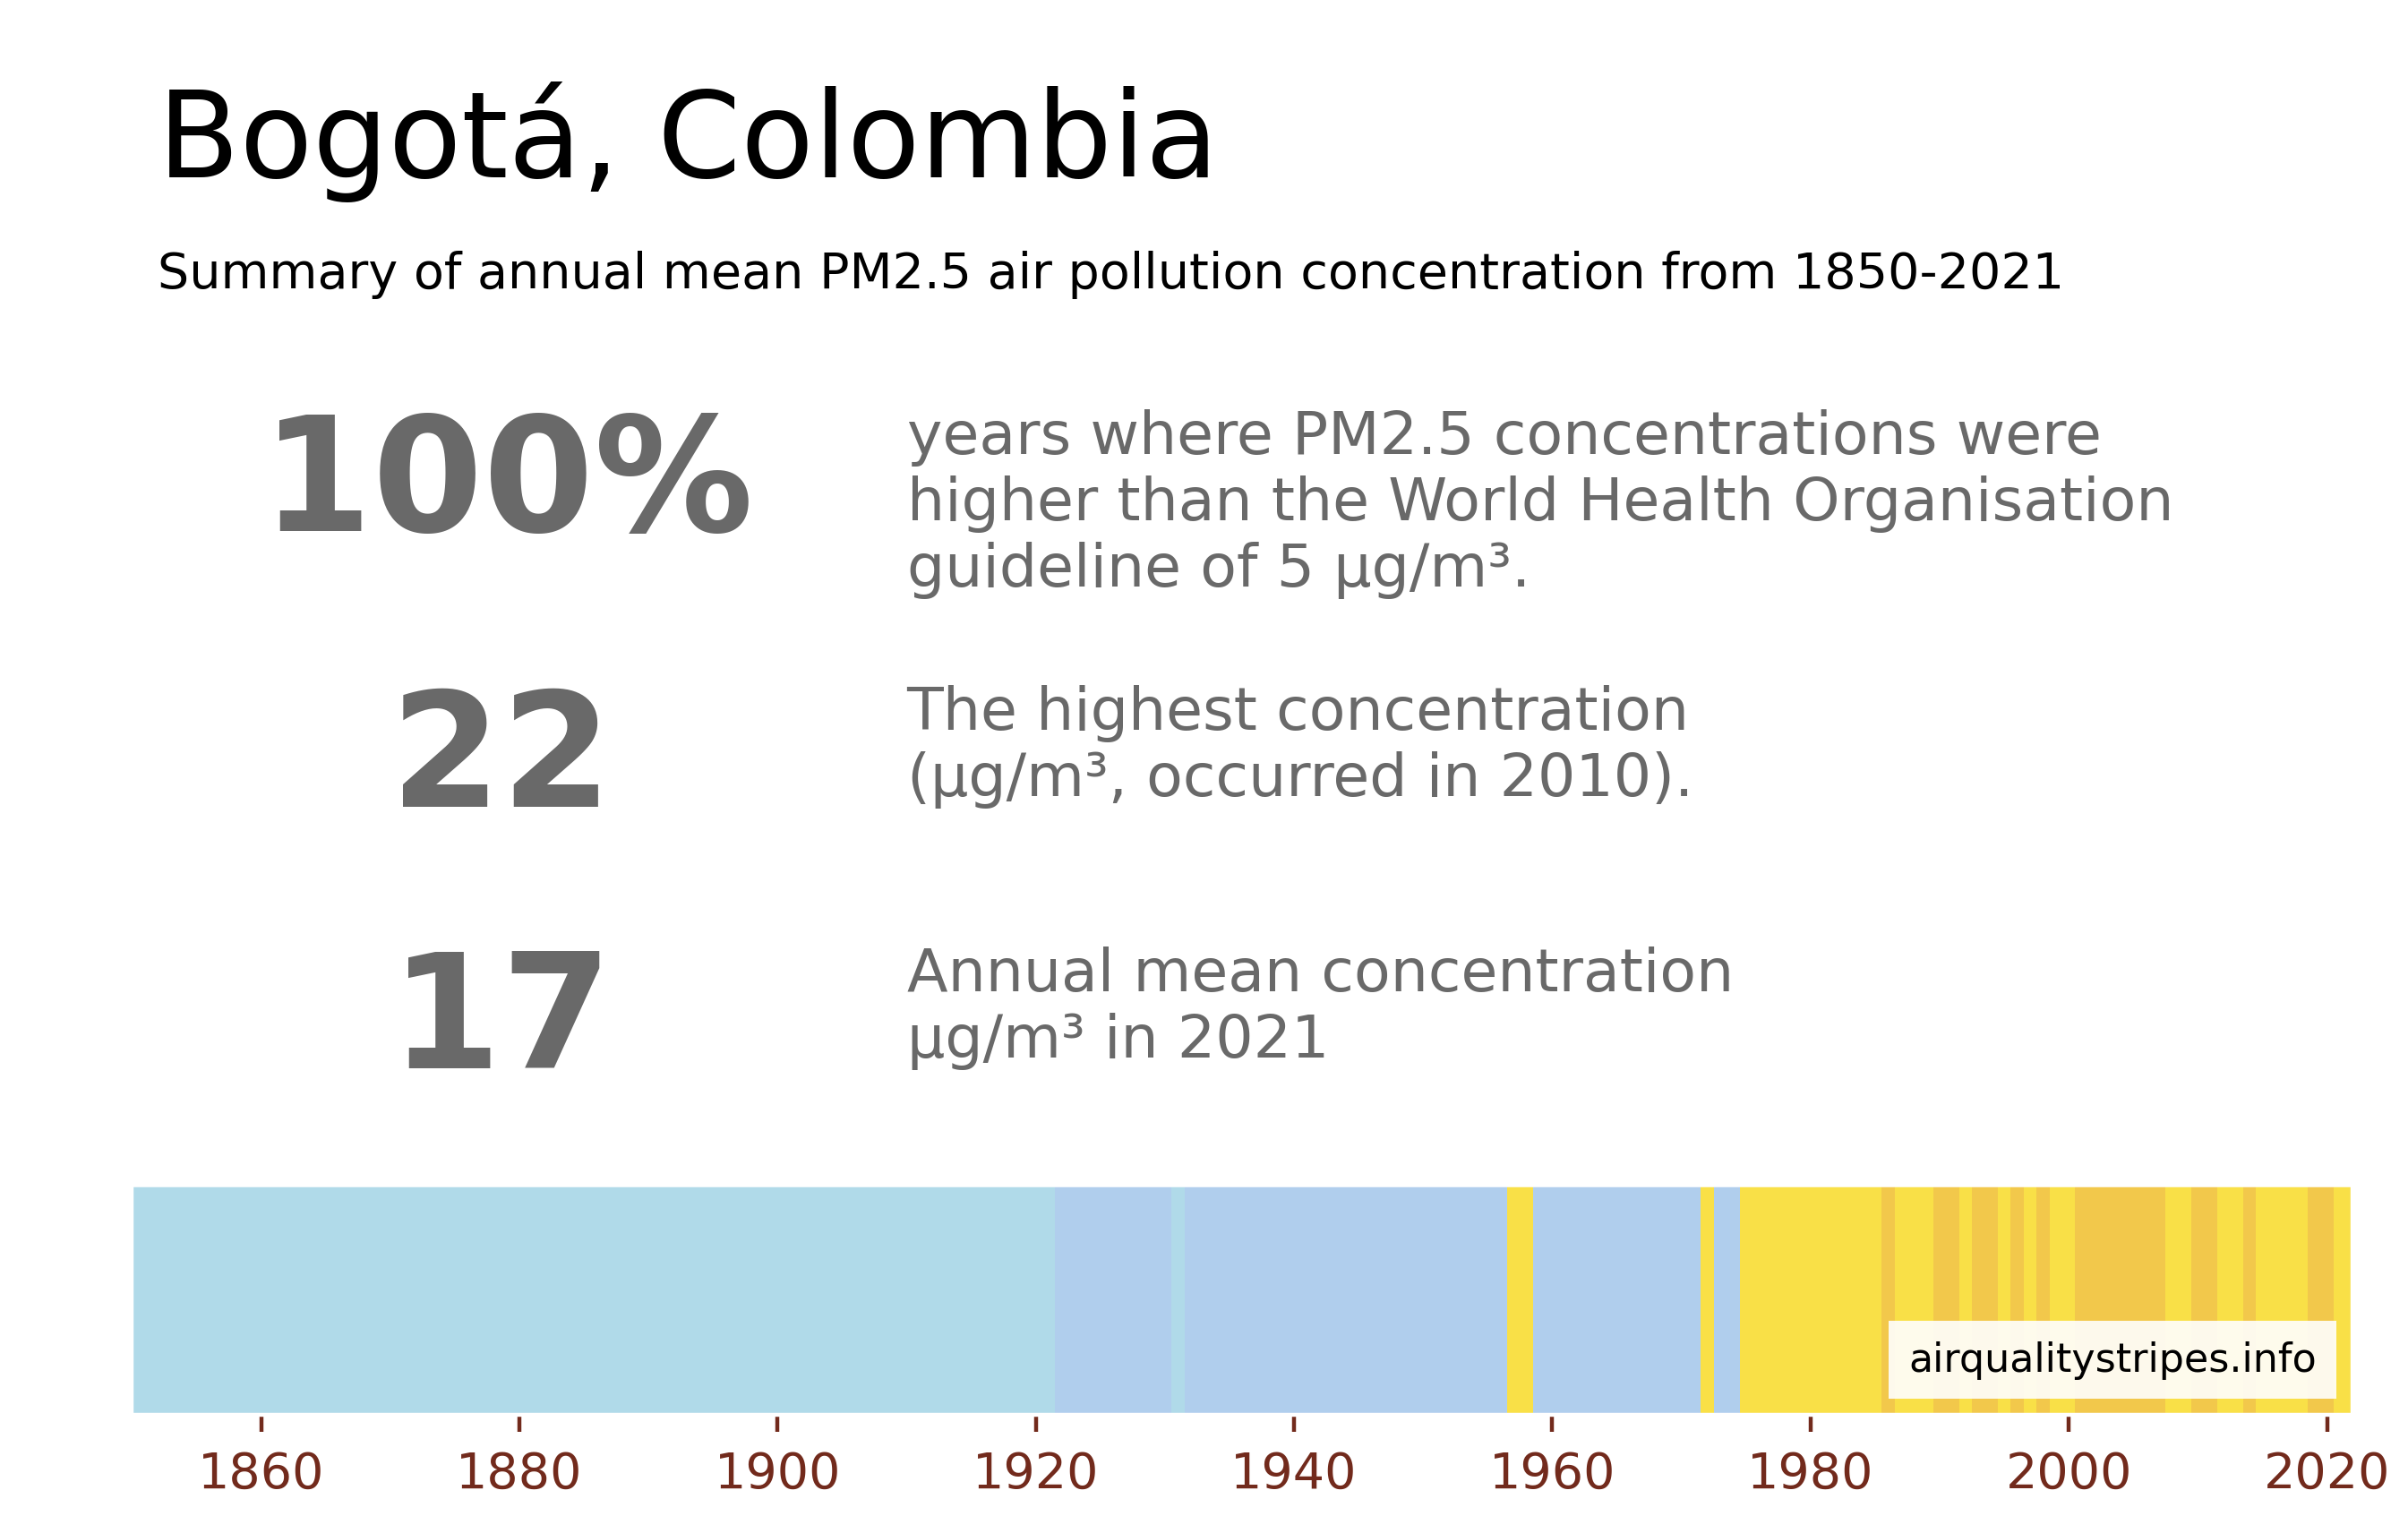 Bogotá, Colombia
Summary of annual mean PM2.5 air pollution concentration from 1850-2021
100%
years where PM2.5 concentrations were
higher than the World Health Organisation
guideline of 5 µg/m³.
22
The highest concentration
(µg/m³, occurred in 2010).
17
Annual mean concentration
µg/m³ in 2021
airqualitystripes.info
1860 1880 1900 1920 1940 1960 1980 2000 2020